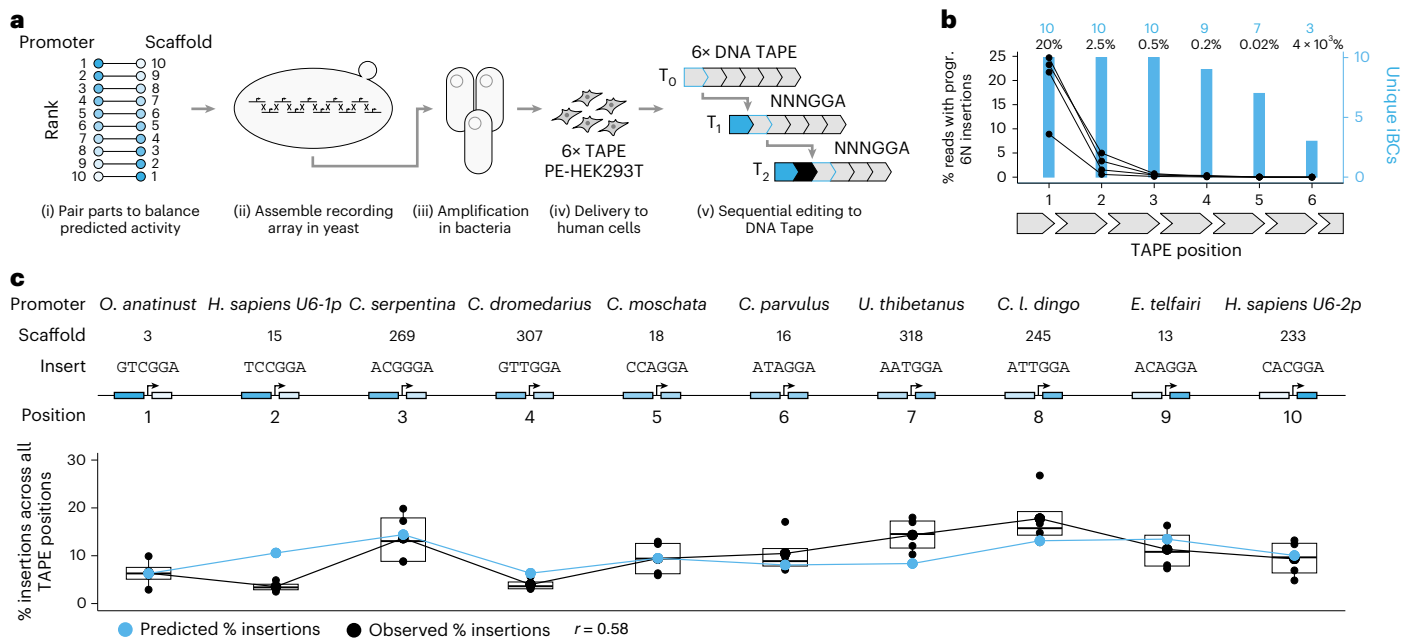 a
Promoter Scaffold
Rank
1 10
2 9
3 8
4 7
5 6
6 5
7 4
8 3
9 2
10 1
(i) Pair parts to balance
predicted activity
(ii) Assemble recording
array in yeast
(iii) Amplification
in bacteria
6× TAPE
PE-HEK293T
(iv) Delivery to
human cells
6× DNA TAPE
T0
NNNGGA
T1
NNNGGA
T2
(v) Sequential editing to
DNA Tape
b
10 10 10 9 7 3
20% 2.5% 0.5% 0.2% 0.02% 4 × 10³%
% reads with progr.
6N insertions
25
20
15
10
5
0
10
5
0
Unique iBCs
1 2 3 4 5 6
TAPE position
c
Promoter O. anatinust H. sapiens U6-1p C. serpentina C. dromedarius C. moschata C. parvulus U. thibetanus C. l. dingo E. telfairi H. sapiens U6-2p
Scaffold 3 15 269 307 18 16 318 245 13 233
Insert GTCGGA TCCGGA ACGGGA GTTGGA CCAGGA ATAGGA AATGGA ATTGGA ACAGGA CACGGA
Position 1 2 3 4 5 6 7 8 9 10
% insertions across all
TAPE positions
30
20
10
0
Predicted % insertions Observed % insertions r = 0.58